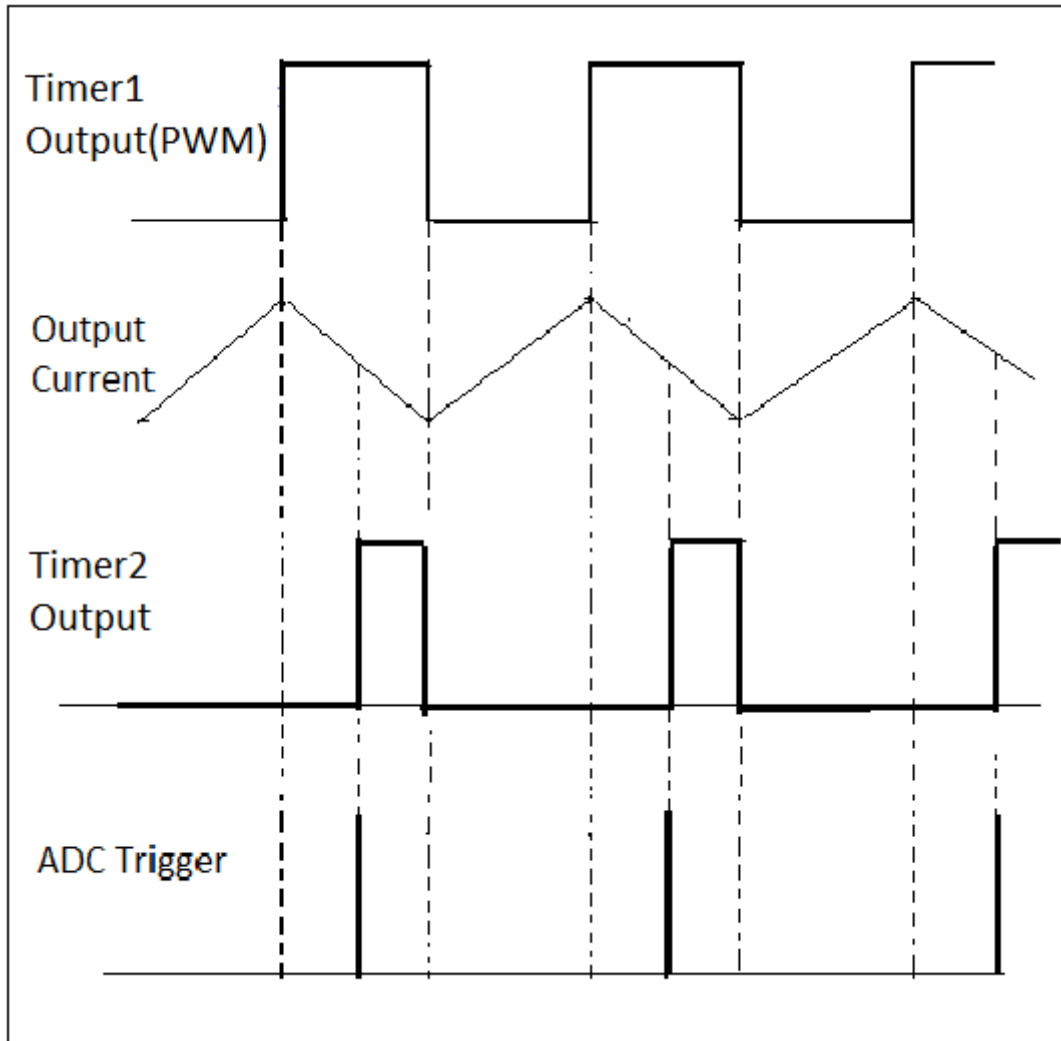 Timer1
Output(PWM)
Output
Current
Timer2
Output
ADC Trigger